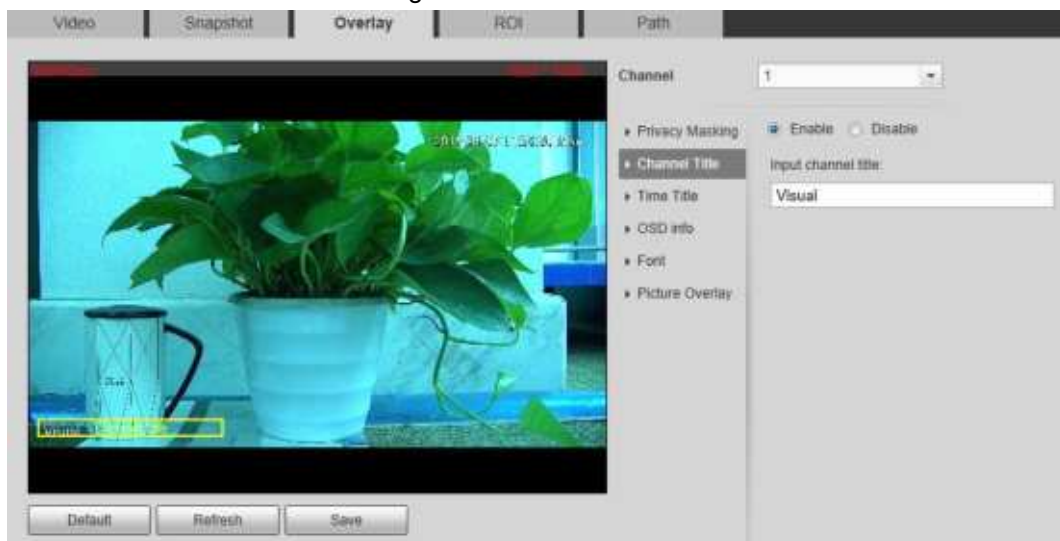 Video Snapshot Overlay ROI Path
Channel 1
Privacy Masking
Enable Disable
Channel Title
Input channel title:
Time Title
Visual
OSD info
Font
Picture Overlay
Default Refresh Save